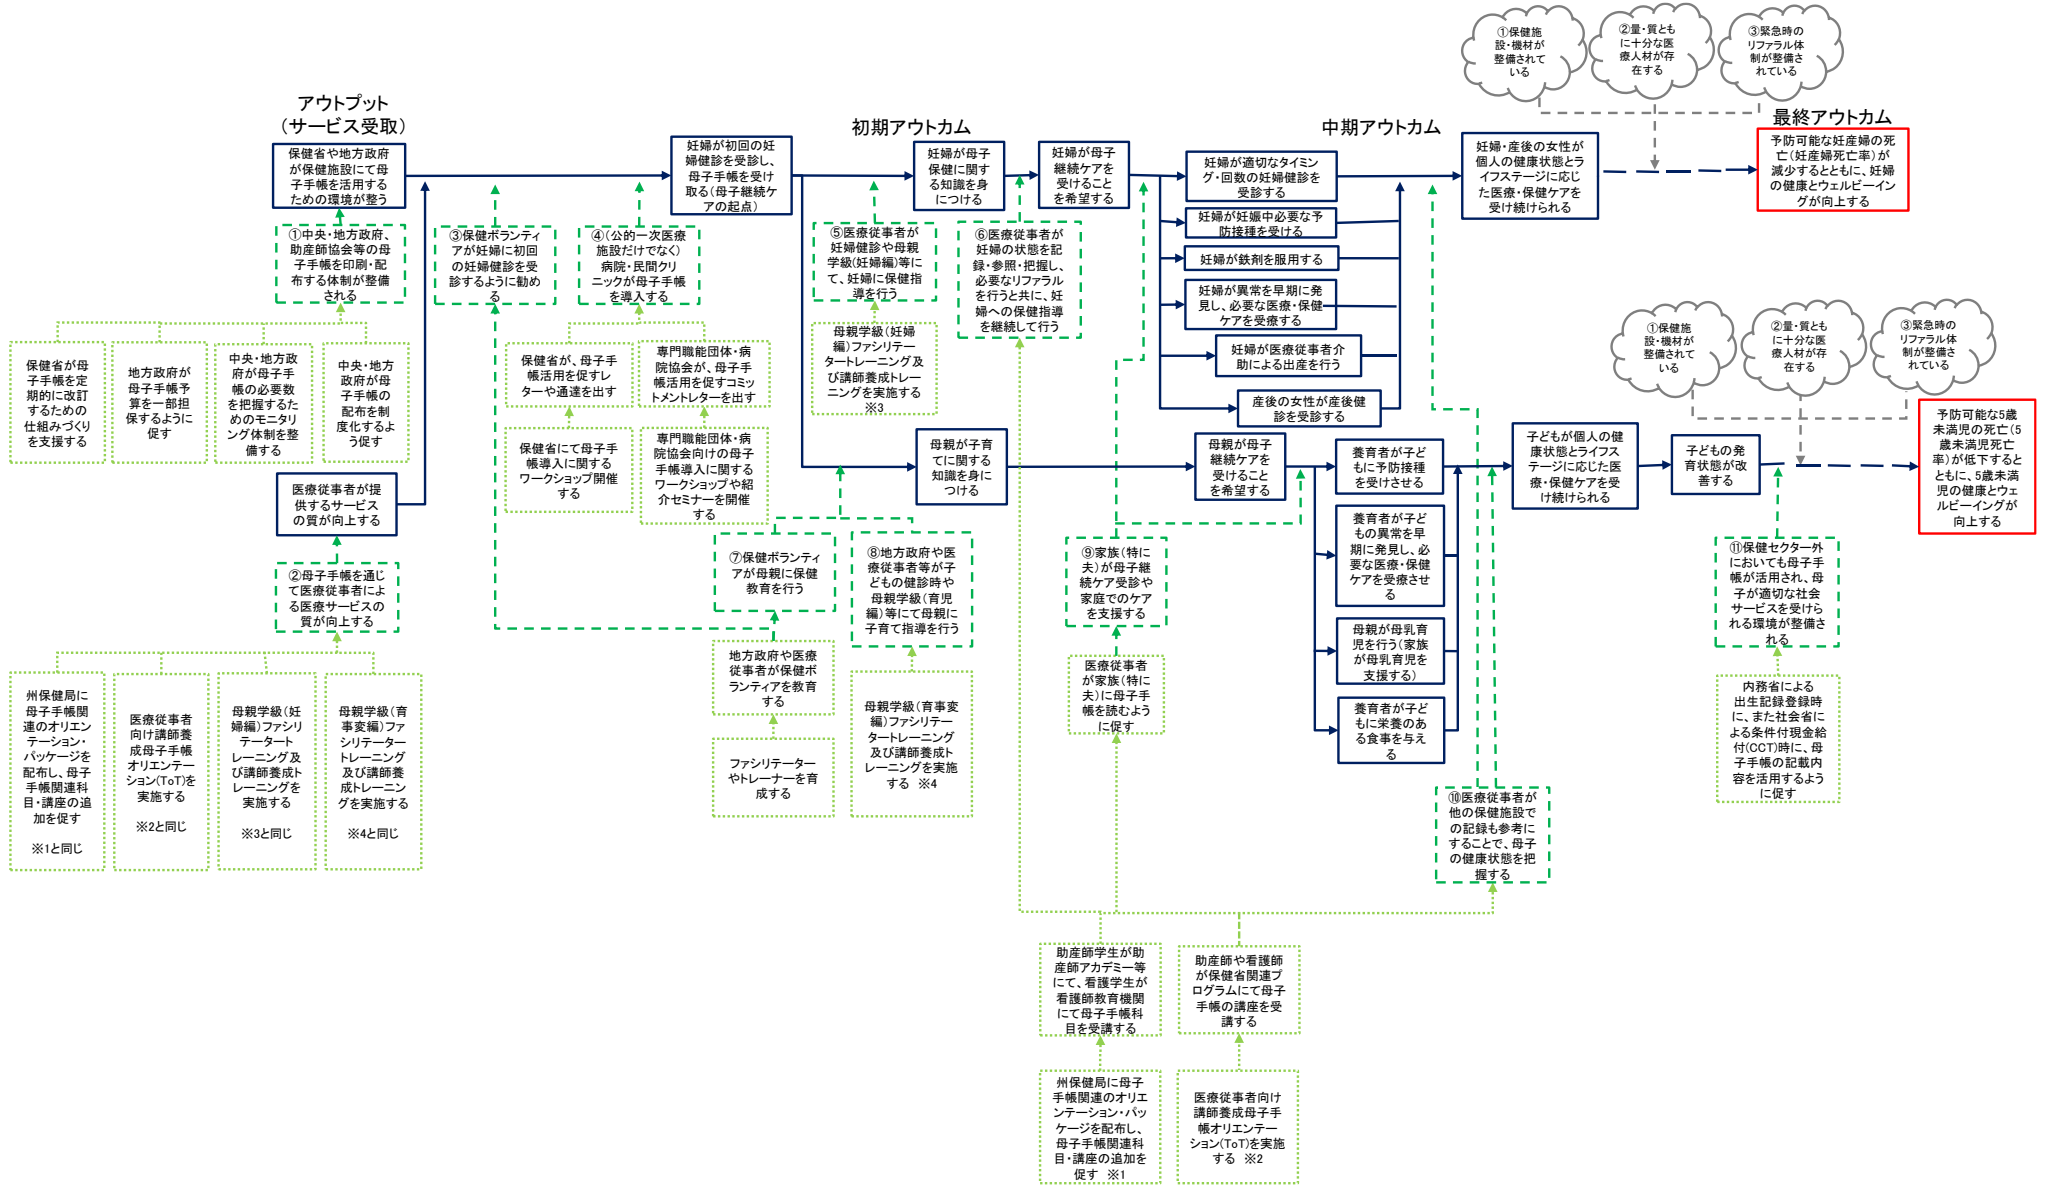 ①保健施
設・機材が
整備されて
いる
②量・質とも
に十分な医
療人材が存
在する
③緊急時の
リファラル体
制が整備さ
れている
アウトプット
（サービス受取）
初期アウトカム
中期アウトカム
最終アウトカム
保健省や地方政府
が保健施設にて母
子手帳を活用する
ための環境が整う
妊婦が初回の妊
婦健診を受診し、
母子手帳を受け
取る（母子継続ケ
アの起点）
妊婦が母子
保健に関す
る知識を身
につける
妊婦が母子
継続ケアを
受けること
を希望する
妊婦が適切なタイミン
グ・回数の妊婦健診を
受診する
妊婦が妊娠中必要な予
防接種を受ける
妊婦が鉄剤を服用する
妊婦が異常を早期に発
見し、必要な医療・保健
ケアを受療する
妊婦が医療従事者介
助による出産を行う
産後の女性が産後健
診を受診する
妊婦・産後の女性が
個人の健康状態とラ
イフステージに応じ
た医療・保健ケアを
受け続けられる
予防可能な妊産婦の死
亡（妊産婦死亡率）が
減少するとともに、妊婦
の健康とウェルビーイン
グが向上する
①中央・地方政府、
助産師協会等の母
子手帳を印刷・配
布する体制が整備
される
③保健ボランティ
アが妊婦に初回
の妊婦健診を受
診するように勧め
る
④（公的一次医療
施設だけでなく）
病院・民間クリ
ニックが母子手帳
を導入する
⑤医療従事者が
妊婦健診や母親
学級（妊婦編）等に
て、妊婦に保健指
導を行う
⑥医療従事者が
妊婦の状態を記
録・参照・把握し、
必要なリファラル
を行うと共に、妊
婦への保健指導
を継続して行う
保健省が母
子手帳を定
期的に改訂
するための
仕組みづくり
を支援する
地方政府が
母子手帳予
算を一部担
保するように
促す
中央・地方政
府が母子手
帳の必要数
を把握するた
めのモニタリ
ング体制を整
備する
中央・地方
政府が母
子手帳の
配布を制
度化するよ
う促す
保健省が、母子手
帳活用を促すレ
ターや通達を出す
専門職能団体・病
院協会が、母子手
帳活用を促すコミッ
トメントレターを出す
保健省にて母子手
帳導入に関する
ワークショップ開催
する
専門職能団体・病
院協会向けの母子
手帳導入に関する
ワークショップや紹
介セミナーを開催
する
母親学級（妊婦
編）ファシリテー
タートレーニング及
び講師養成トレー
ニングを実施する
※3
①保健施
設・機材が
整備されて
いる
②量・質とも
に十分な医
療人材が存
在する
③緊急時の
リファラル体
制が整備さ
れている
医療従事者が提
供するサービス
の質が向上する
母親が子育
てに関する
知識を身に
つける
母親が母子
継続ケアを
受けること
を希望する
養育者が子ど
もに予防接種
を受けさせる
養育者が子ど
もの異常を早
期に発見し、必
要な医療・保健
ケアを受療させ
る
母親が母乳育
児を行う（家族
が母乳育児を
支援する）
養育者が子ど
もに栄養のあ
る食事を与え
る
子どもが個人の健
康状態とライフス
テージに応じた医
療・保健ケアを受
け続けられる
子どもの発
育状態が改
善する
予防可能な5歳
未満児の死亡（5
歳未満児死亡
率）が低下すると
ともに、5歳未満
児の健康とウェ
ルビーイングが
向上する
②母子手帳を通じ
て医療従事者によ
る医療サービスの
質が向上する
⑦保健ボランティ
アが母親に保健
教育を行う
⑧地方政府や医
療従事者等が子
どもの健診時や
母親学級（育児
編）等にて母親に
子育て指導を行う
⑨家族（特に
夫）が母子継
続ケア受診や
家庭でのケア
を支援する
⑪保健セクター外
においても母子手
帳が活用され、母
子が適切な社会
サービスを受けら
れる環境が整備さ
れる
州保健局に
母子手帳関
連のオリエン
テーション・
パッケージを
配布し、母子
手帳関連科
目・講座の追
加を促す
※1と同じ
医療従事者
向け講師養
成母子手帳
オリエンテー
ション(ToT)を
実施する
※2と同じ
母親学級（妊
婦編）ファシリ
テータート
レーニング及
び講師養成ト
レーニングを
実施する
※3と同じ
母親学級（育
事変編）ファ
シリテーター
トレーニング
及び講師養
成トレーニン
グを実施する
※4と同じ
地方政府や医療
従事者が保健ボ
ランティアを教育
する
ファシリテーター
やトレーナーを育
成する
母親学級（育事変
編）ファシリテー
タートレーニング
及び講師養成ト
レーニングを実施
する ※4
医療従事者
が家族（特に
夫）に母子手
帳を読むよう
に促す
⑩医療従事者が
他の保健施設で
の記録も参考に
することで、母子
の健康状態を把
握する
内務省による
出生記録登録時
に、また社会省に
よる条件付現金給
付(CCT)時に、母
子手帳の記載内
容を活用するよう
に促す
助産師学生が助
産師アカデミー等
にて、看護学生が
看護師教育機関
にて母子手帳科
目を受講する
助産師や看護師
が保健省関連プ
ログラムにて母子
手帳の講座を受
講する
州保健局に母子
手帳関連のオリエ
ンテーション・パッ
ケージを配布し、
母子手帳関連科
目・講座の追加を
促す ※1
医療従事者向け
講師養成母子手
帳オリエンテー
ション(ToT)を実施
する ※2